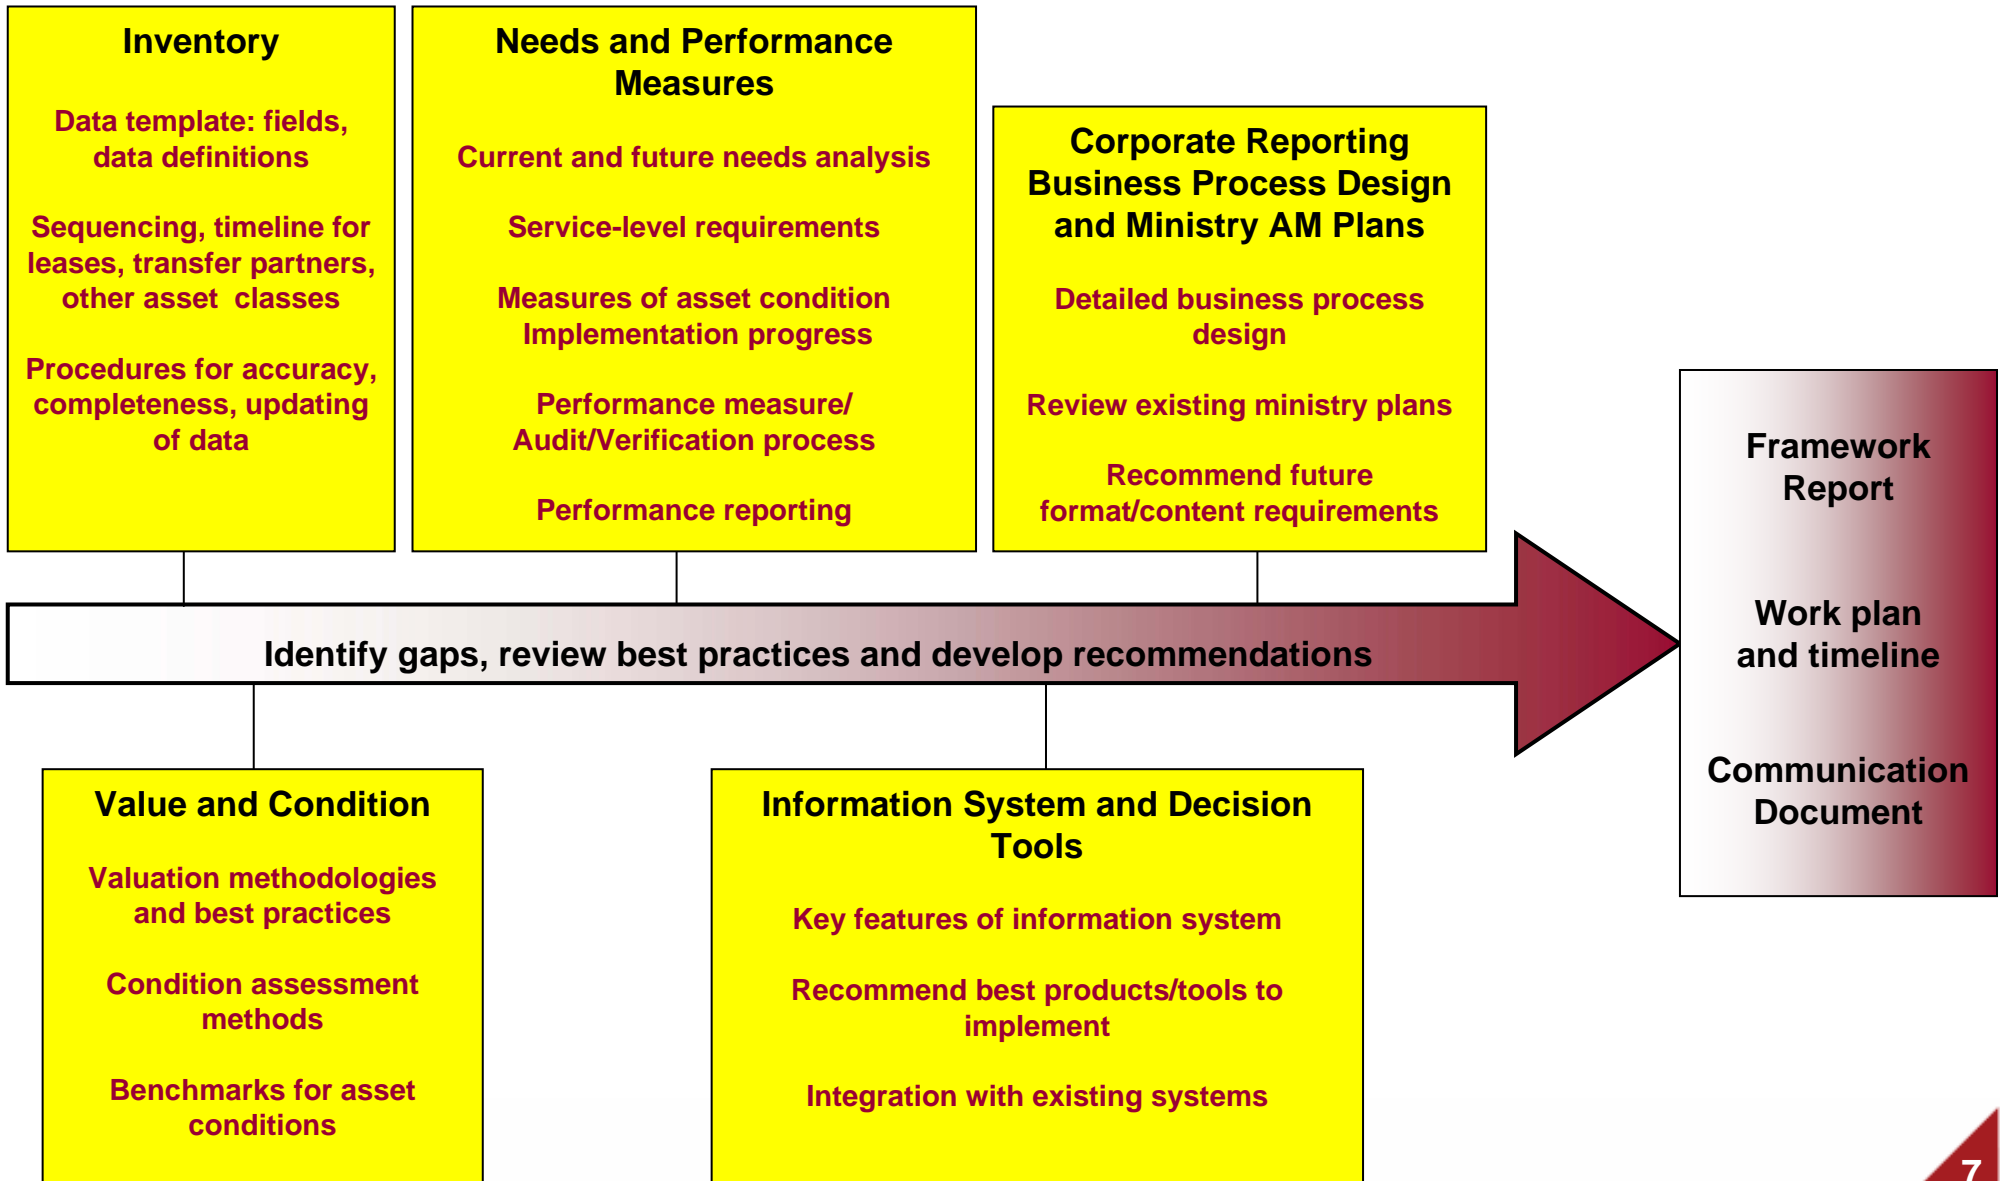 Inventory
Data template: fields,
data definitions
Sequencing, timeline for
leases, transfer partners,
other asset classes
Procedures for accuracy,
completeness, updating
of data
Needs and Performance
Measures
Current and future needs analysis
Service-level requirements
Measures of asset condition
Implementation progress
Performance measure/
Audit/Verification process
Performance reporting
Corporate Reporting
Business Process Design
and Ministry AM Plans
Detailed business process
design
Review existing ministry plans
Recommend future
format/content requirements
Identify gaps, review best practices and develop recommendations
Framework
Report
Work plan
and timeline
Communication
Document
Value and Condition
Valuation methodologies
and best practices
Condition assessment
methods
Benchmarks for asset
conditions
Information System and Decision
Tools
Key features of information system
Recommend best products/tools to
implement
Integration with existing systems
7